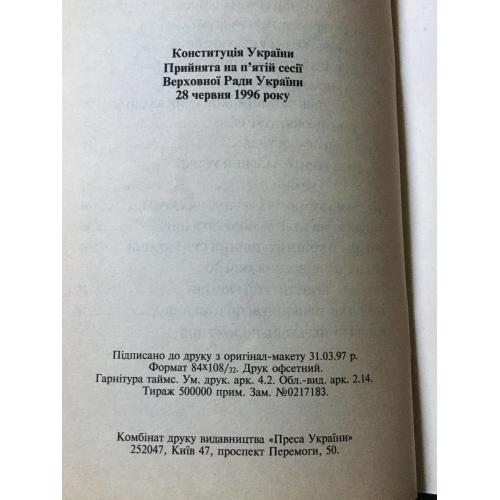 Конституція України
Прийнята на п'ятій сесії
Верховної Ради України
28 червня 1996 року
Підписано до друку з оригінал-макету 31.03.97 р.
Формат 84х108/32. Друк офсетний.
Гарнітура таймс. Ум. друк. арк. 4.2. Обл.-вид. арк. 2.14.
Тираж 500000 прим. Зам. №0217183.
Комбінат друку видавництва «Преса України»
252047, Київ 47, проспект Перемоги, 50.